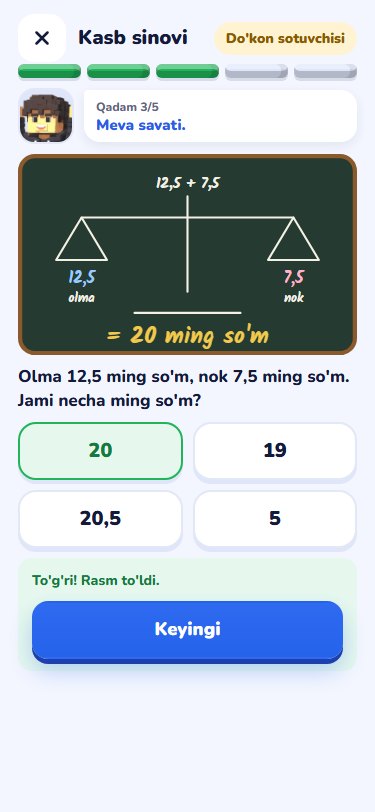 Kasb sinovi
Do'kon sotuvchisi
Qadam 3/5
Meva savati.
12,5 + 7,5
12,5
olma
7,5
nok
= 20 ming so'm
Olma 12,5 ming so'm, nok 7,5 ming so'm.
Jami necha ming so'm?
20
19
20,5
5
To'g'ri! Rasm to'ldi.
Keyingi